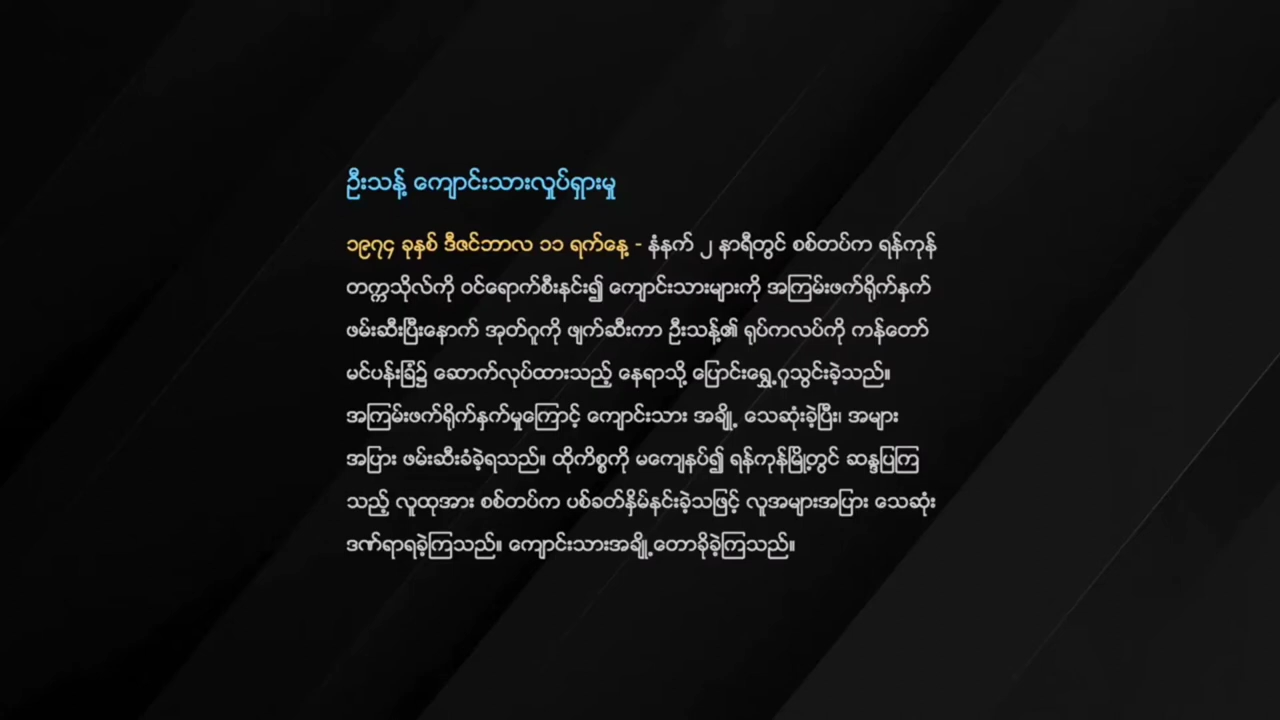 ဦးသန့် ကျောင်းသားလှုပ်ရှားမှု
၁၉၇၄ ခုနှစ် ဒီဇင်ဘာလ ၁၁ ရက်နေ့ - နံနက် ၂ နာရီတွင် စစ်တပ်က ရန်ကုန်
တက္ကသိုလ်ကို ဝင်ရောက်စီးနင်း၍ ကျောင်းသားများကို အကြမ်းဖက်ရိုက်နှက်
ဖမ်းဆီးပြီးနောက် အုတ်ဂူကို ဖျက်ဆီးကာ ဦးသန့်၏ ရုပ်ကလပ်ကို ကန်တော်
မင်ပန်းခြံ၌ ဆောက်လုပ်ထားသည့် နေရာသို့ ပြောင်းရွှေ့ဂူသွင်းခဲ့သည်။
အကြမ်းဖက်ရိုက်နှက်မှုကြောင့် ကျောင်းသား အချို့ သေဆုံးခဲ့ပြီး၊ အများ
အပြား ဖမ်းဆီးခံခဲ့ရသည်။ ထိုကိစ္စကို မကျေနပ်၍ ရန်ကုန်မြို့တွင် ဆန္ဒပြကြ
သည့် လူထုအား စစ်တပ်က ပစ်ခတ်နှိမ်နင်းခဲ့သဖြင့် လူအများအပြား သေဆုံး
ဒဏ်ရာရခဲ့ကြသည်။ ကျောင်းသားအချို့တောခိုခဲ့ကြသည်။